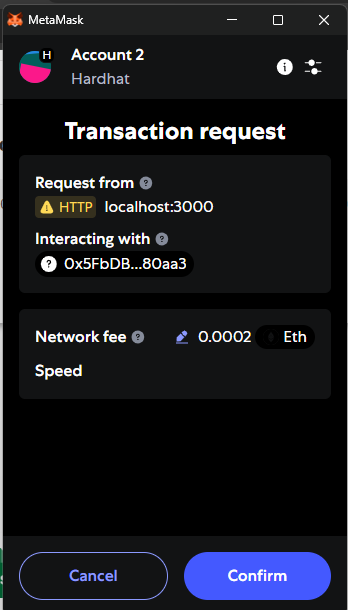 MetaMask
H
Account 2
Hardhat
Transaction request
Request from
HTTP localhost:3000
Interacting with
0x5FbDB...80aa3
Network fee 0.0002 Eth
Speed
Cancel Confirm